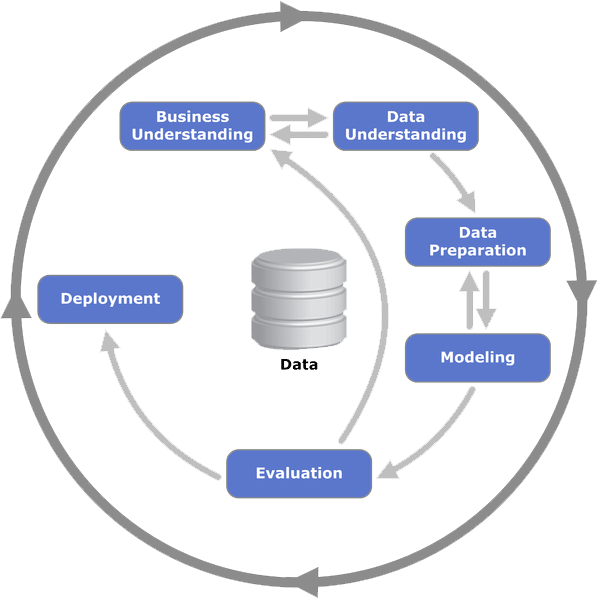 Business
Understanding
Data
Understanding
Data
Preparation
Deployment
Modeling
Data
Evaluation